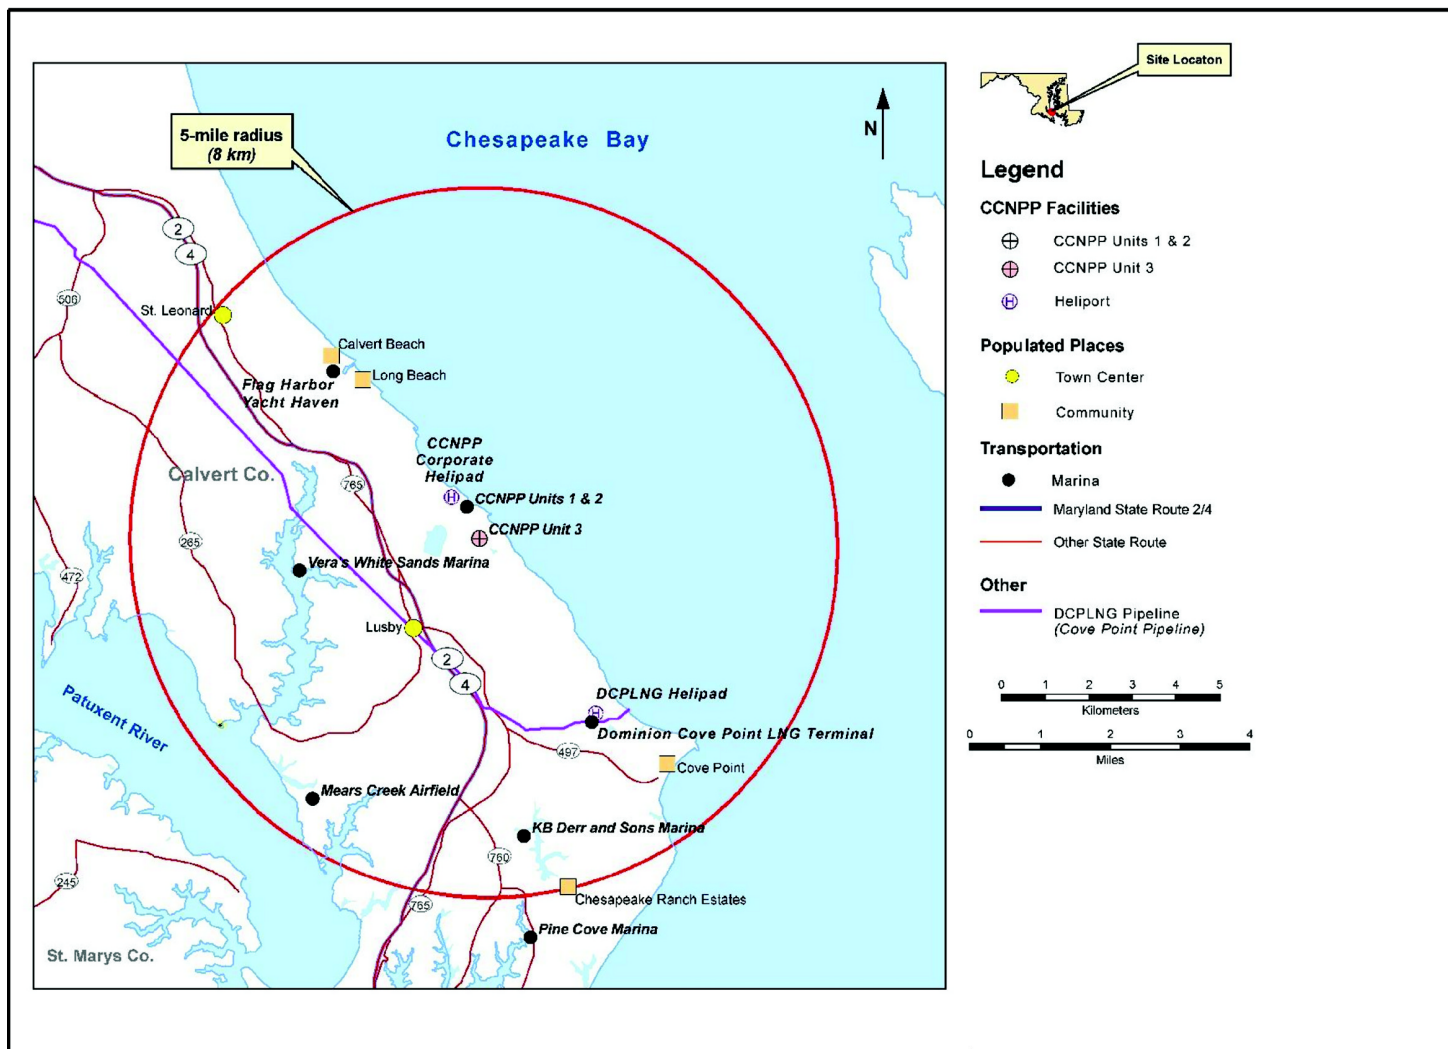 Site Locaton
5-mile radius
(8 km)
Chesapeake Bay
N
2
4
506
St. Leonard
Calvert Beach
Long Beach
Flag Harbor
Yacht Haven
CCNPP
Corporate
Helipad
Calvert Co.
765
H
CCNPP Units 1 & 2
CCNPP Unit 3
265
Vera's White Sands Marina
472
Lusby
2
4
DCPLNG Helipad
H
Dominion Cove Point LNG Terminal
Patuxent River
497
Cove Point
Mears Creek Airfield
KB Derr and Sons Marina
760
245
765
Chesapeake Ranch Estates
Pine Cove Marina
St. Marys Co.
Legend
CCNPP Facilities
CCNPP Units 1 & 2
CCNPP Unit 3
H
Heliport
Populated Places
Town Center
Community
Transportation
Marina
Maryland State Route 2/4
Other State Route
Other
DCPLNG Pipeline
(Cove Point Pipeline)
0 1 2 3 4 5
Kilometers
0 1 2 3 4
Miles